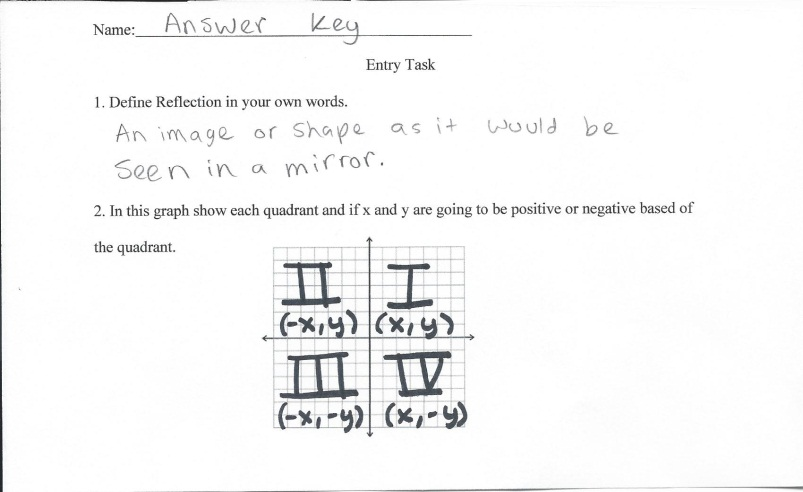 Name: Answer Key
Entry Task
1. Define Reflection in your own words.
An image or shape as it would be
seen in a mirror.
2. In this graph show each quadrant and if x and y are going to be positive or negative based of
the quadrant.
II I
(-x,y) (x,y)
III IV
(-x,-y) (x,-y)